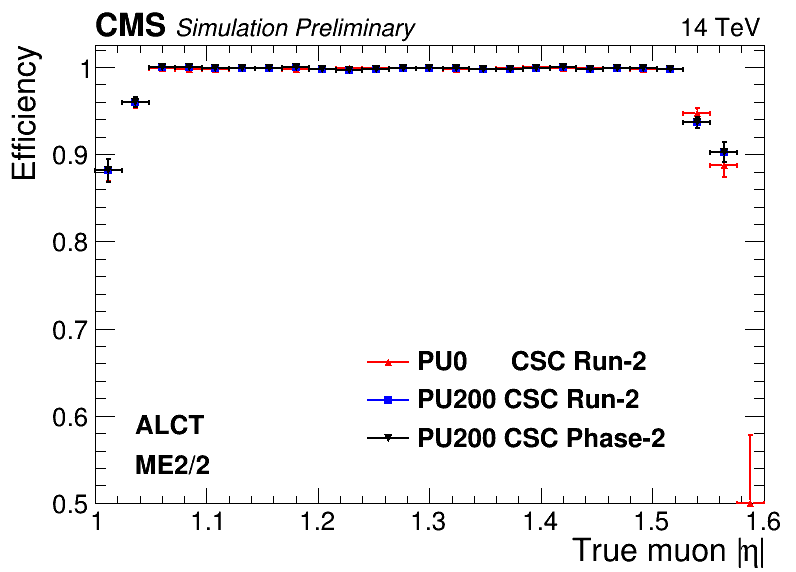 CMS Simulation Preliminary 14 TeV
Efficiency
1
0.9
0.8
0.7
0.6
0.5
PU0 CSC Run-2
PU200 CSC Run-2
PU200 CSC Phase-2
ALCT
ME2/2
1 1.1 1.2 1.3 1.4 1.5 1.6
True muon |η|